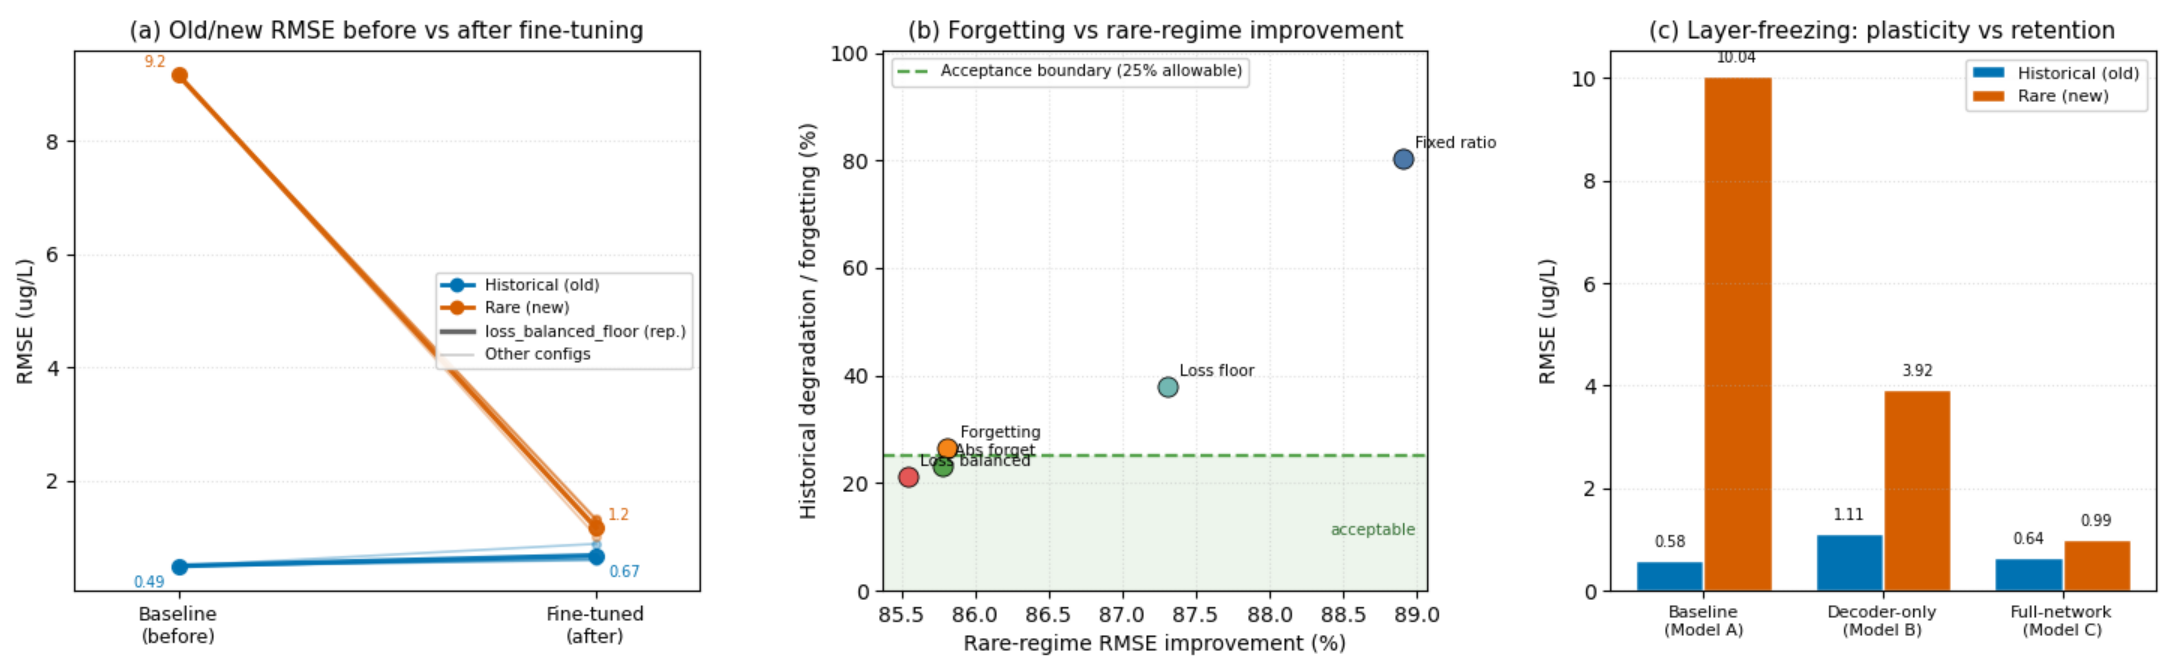 (a) Old/new RMSE before vs after fine-tuning
RMSE (ug/L)
8
6
4
2
9.2
0.49
1.2
0.67
Historical (old)
Rare (new)
loss_balanced_floor (rep.)
Other configs
Baseline
(before)
Fine-tuned
(after)
(b) Forgetting vs rare-regime improvement
Historical degradation / forgetting (%)
100
80
60
40
20
0
Acceptance boundary (25% allowable)
Fixed ratio
Loss floor
Forgetting
Abs forget
Loss balanced
acceptable
85.5 86.0 86.5 87.0 87.5 88.0 88.5 89.0
Rare-regime RMSE improvement (%)
(c) Layer-freezing: plasticity vs retention
RMSE (ug/L)
10
8
6
4
2
0
Historical (old)
Rare (new)
0.58
10.04
1.11
3.92
0.64
0.99
Baseline
(Model A)
Decoder-only
(Model B)
Full-network
(Model C)